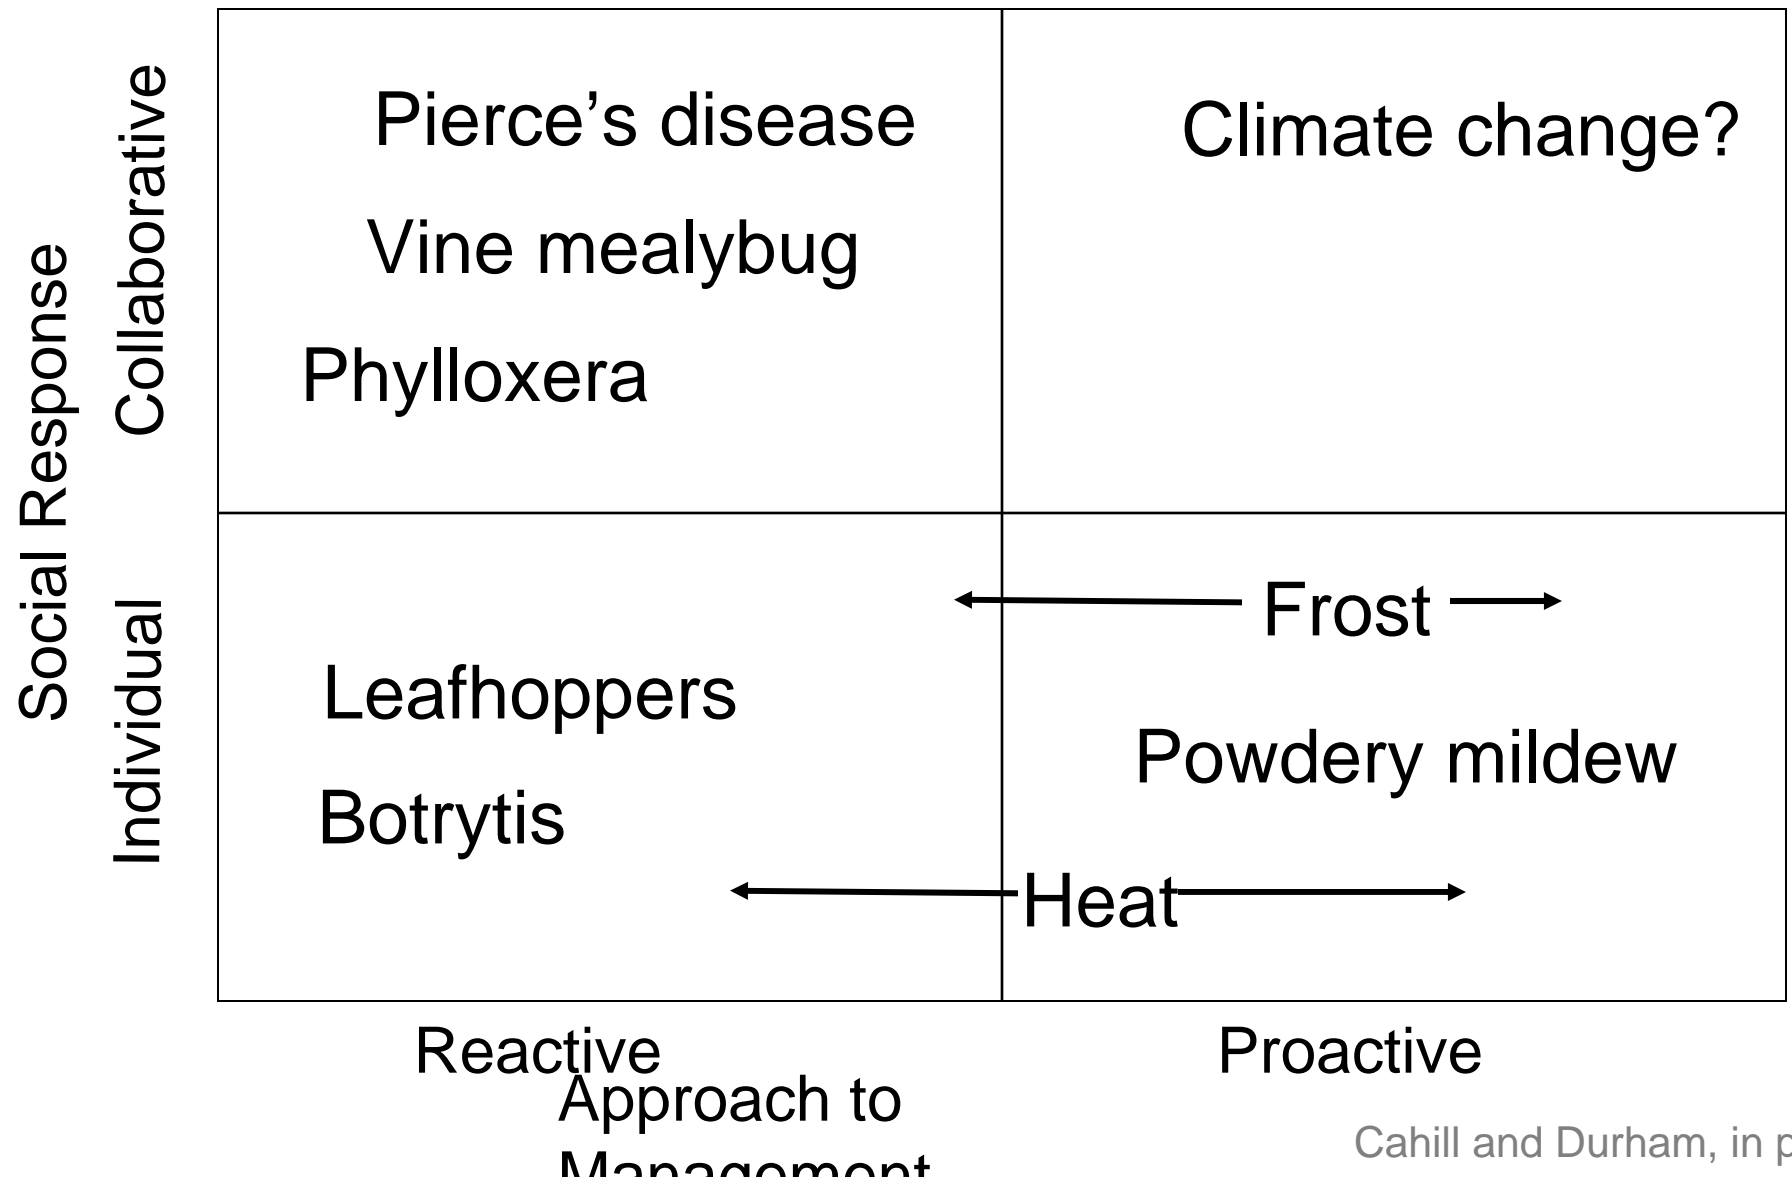 Social Response
Collaborative
Individual
Pierce’s disease
Vine mealybug
Phylloxera
Climate change?
Leafhoppers
Botrytis
Frost
Powdery mildew
Heat
Reactive
Proactive
Approach to
Management
Cahill and Durham, in p